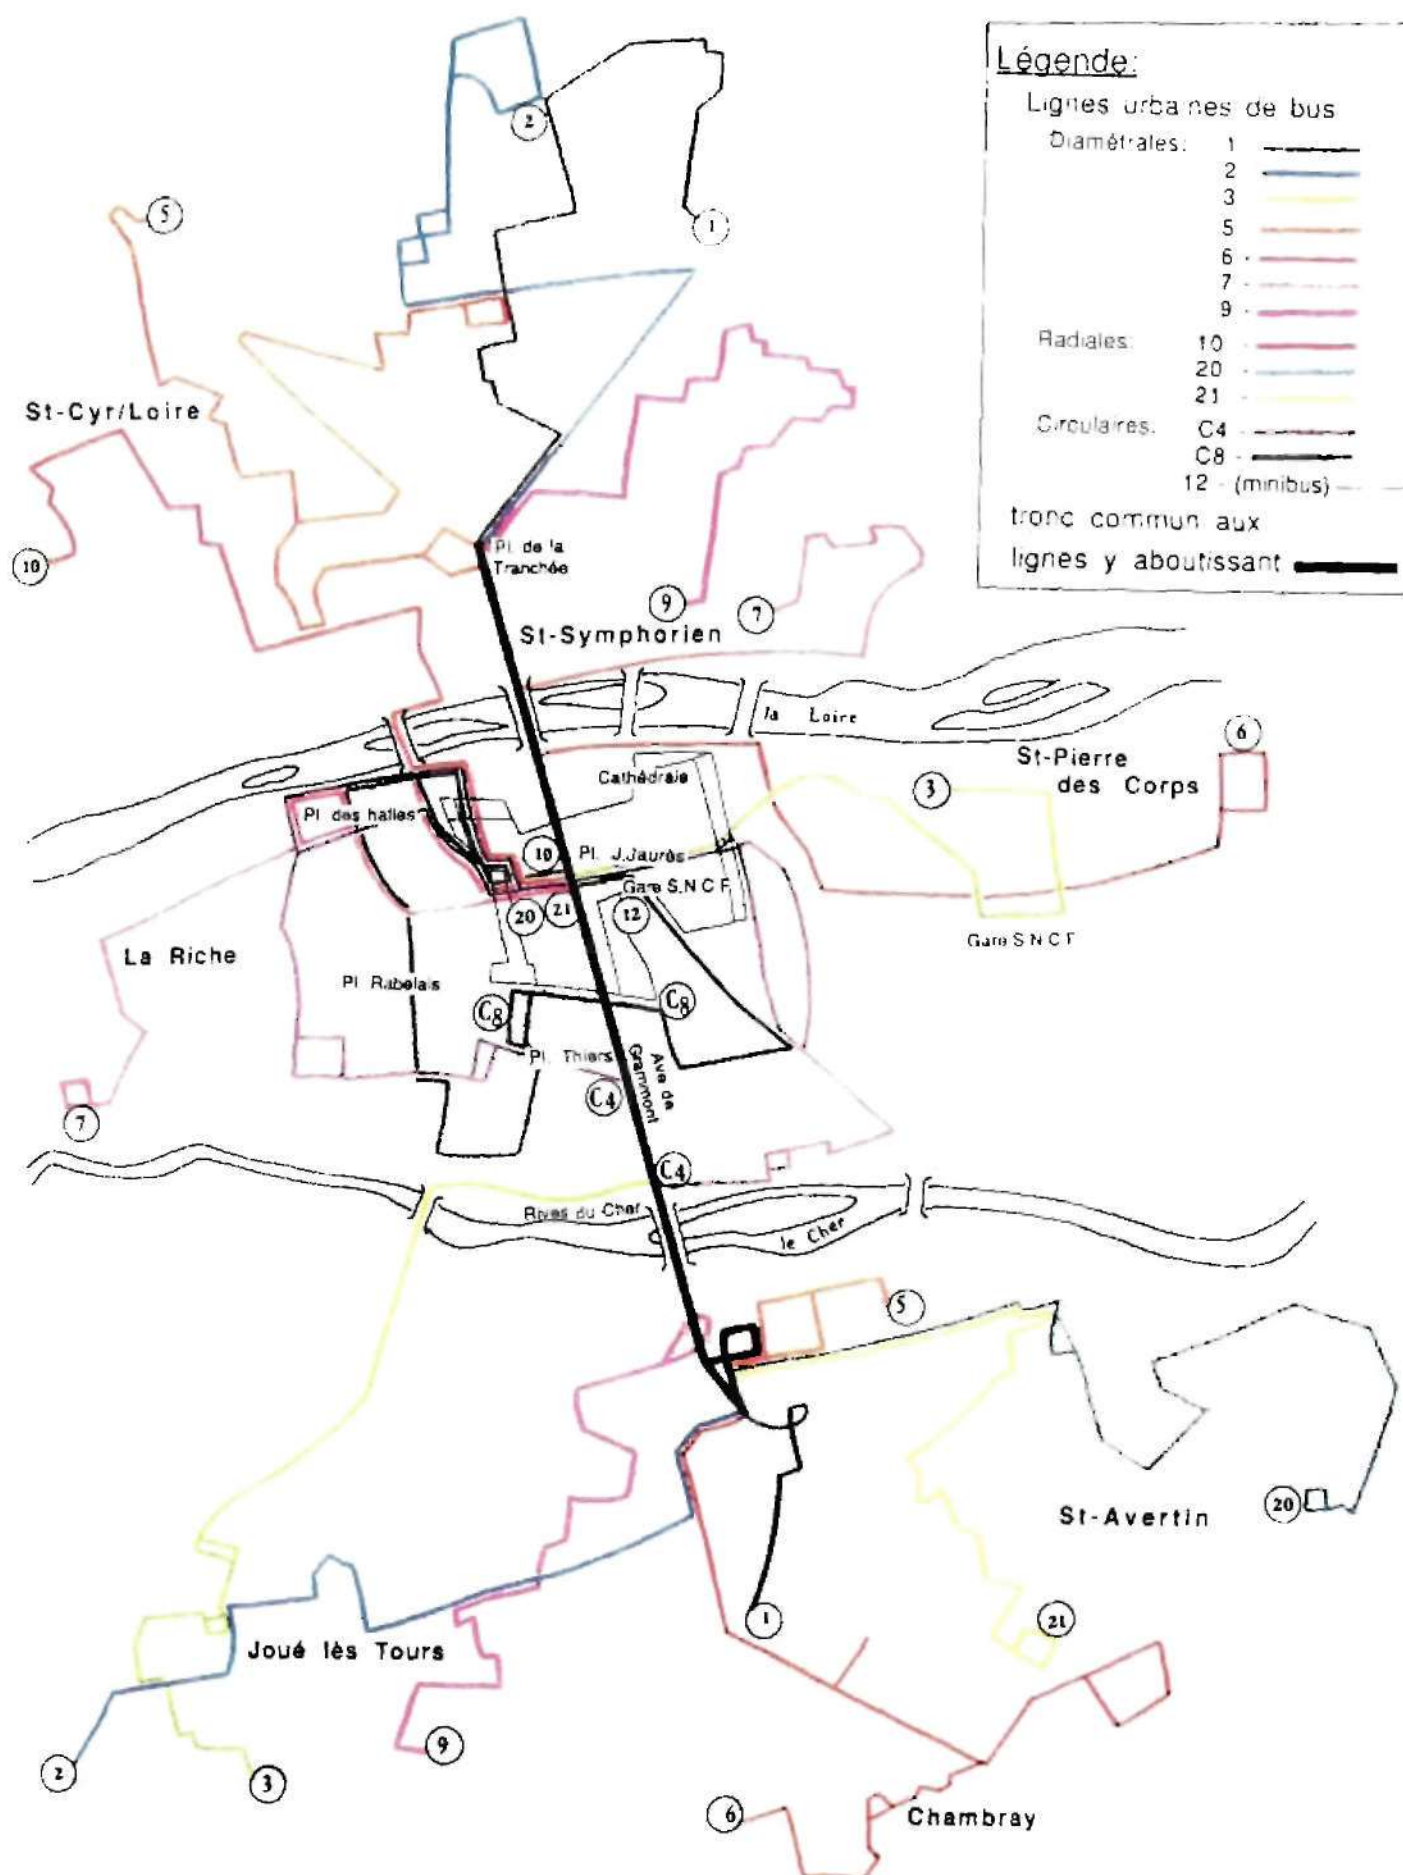 Légende:
Lignes urbaines de bus
Diamétrales: 1
2
3
5
6
7
9
Radiales: 10
20
21
Circulaires: C4
C8
12 - (minibus)
tronc commun aux
lignes y aboutissant
2
1
5
St-Cyr/Loire
10
Pl. de la
Tranchée
9
7
St-Symphorien
la Loire
6
St-Pierre
des Corps
Cathédrale
3
Pl. des halles
10
Pl. J.Jaurès
Gare S.N.C.F
20
21
12
Gare S.N.C.F
La Riche
Pl. Rabelais
C8
C8
Pl. Thiers
Ave de
Grammont
C4
7
C4
Rives du Cher
le Cher
5
20
St-Avertin
1
21
Joué lès Tours
9
2
3
6
Chambray